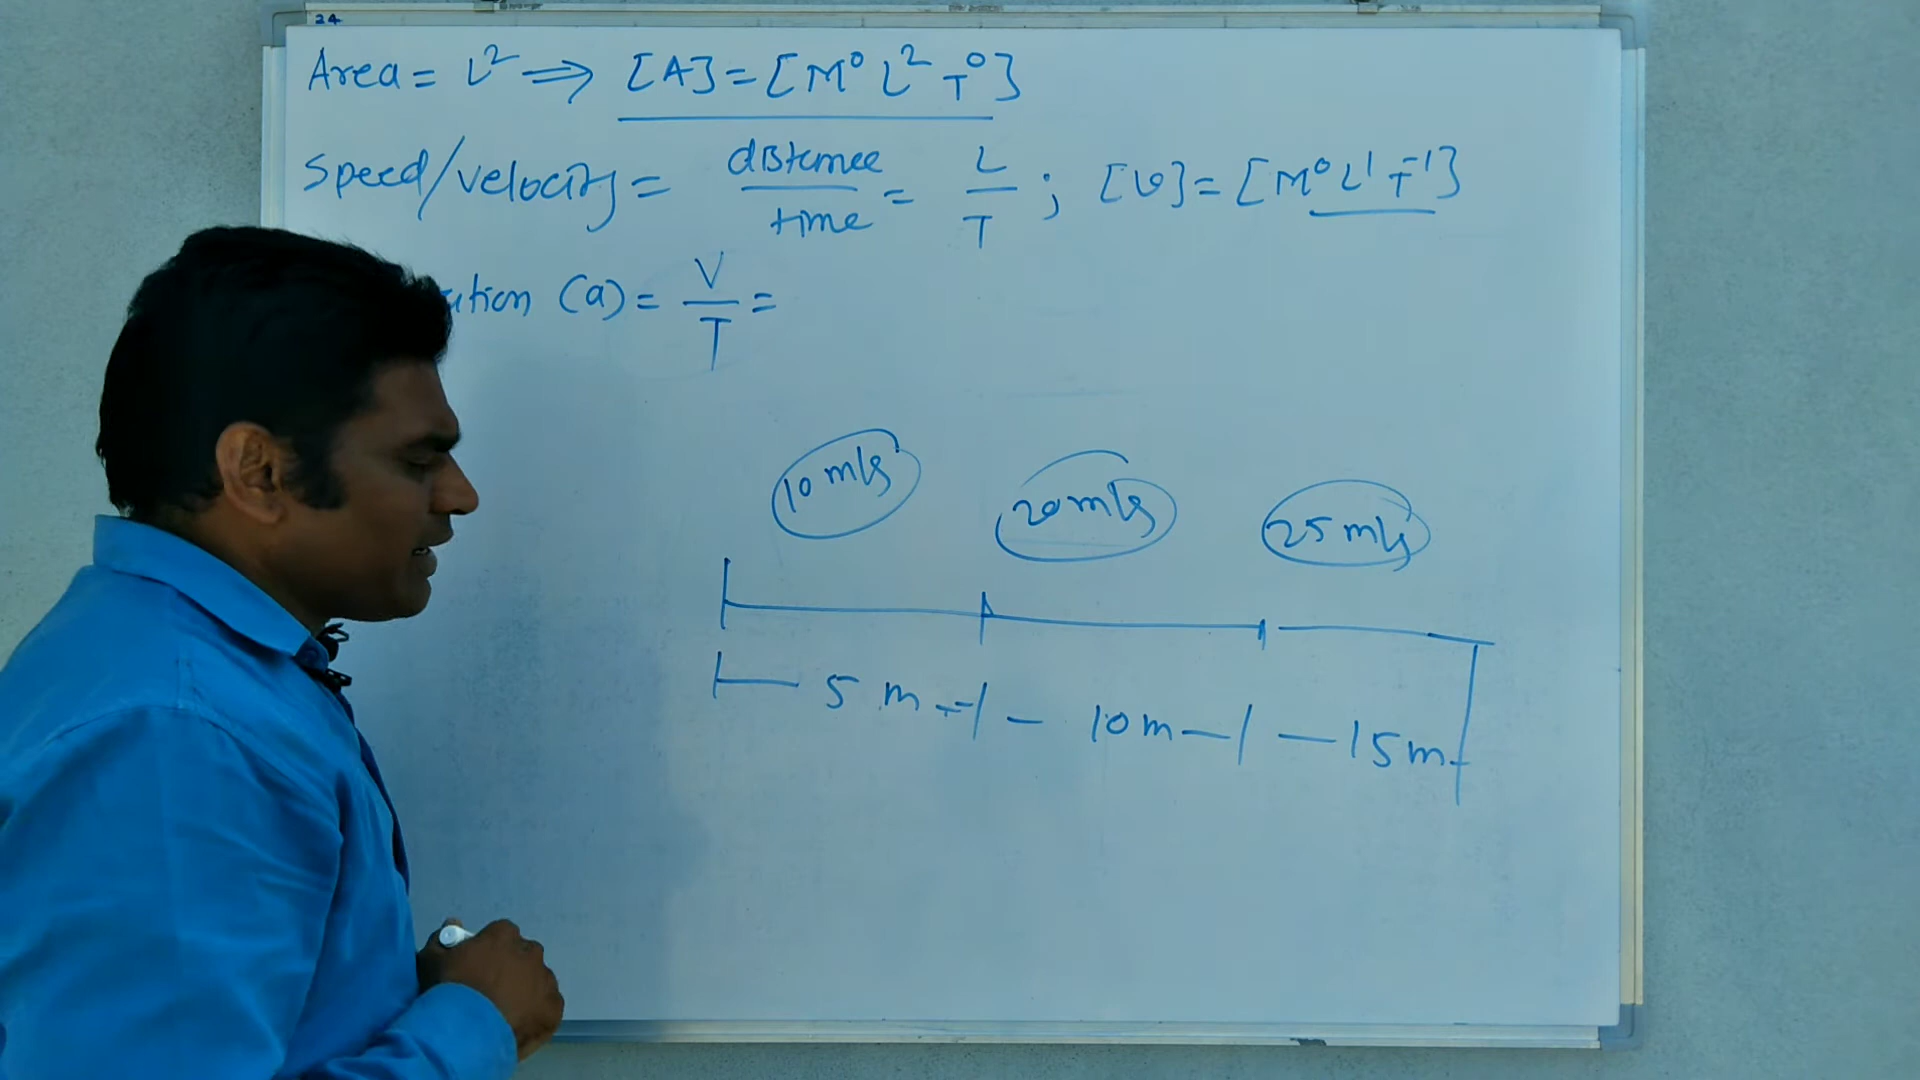 24
Area = L² ⇒ [A] = [M⁰ L² T⁰]
Speed/velocity = distance/time = L/T ; [v] = [M⁰ L¹ T⁻¹]
ation (a) = V/T =
10 m/s 20 m/s 25 m/s
5 m 10 m 15 m